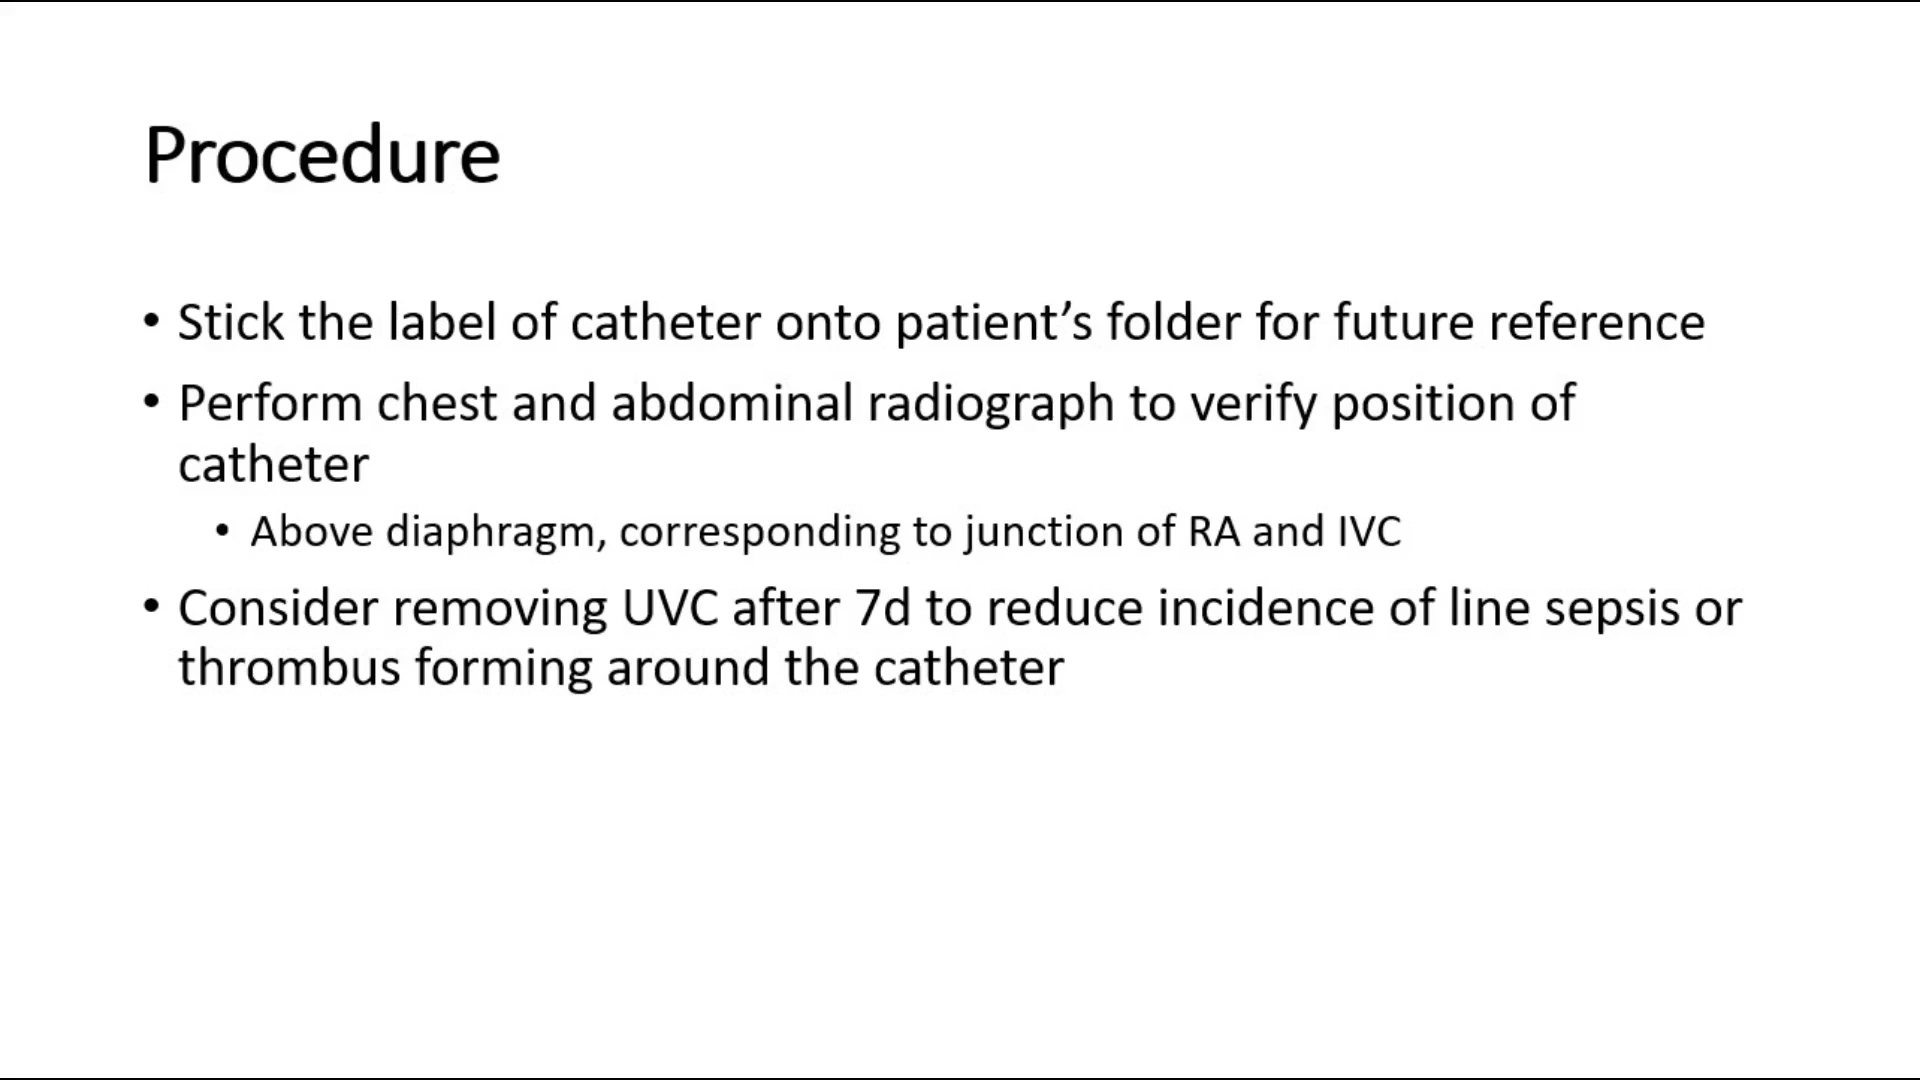 Procedure
• Stick the label of catheter onto patient’s folder for future reference
• Perform chest and abdominal radiograph to verify position of
catheter
• Above diaphragm, corresponding to junction of RA and IVC
• Consider removing UVC after 7d to reduce incidence of line sepsis or
thrombus forming around the catheter